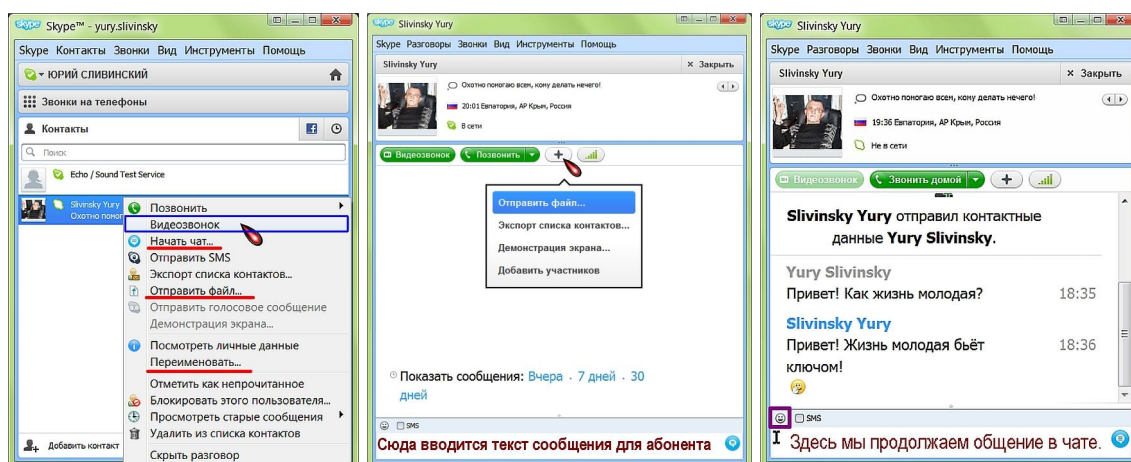 Skype™ - yury.slivinsky
Skype Контакты Звонки Вид Инструменты Помощь
ЮРИЙ СЛИВИНСКИЙ
Звонки на телефоны
Контакты
Поиск
Echo / Sound Test Service
Slivinsky Yury
Охотно помог
Позвонить
Видеозвонок
Начать чат...
Отправить SMS
Экспорт списка контактов...
Отправить файл...
Отправить голосовое сообщение
Демонстрация экрана...
Посмотреть личные данные
Переименовать...
Отметить как непрочитанное
Блокировать этого пользователя...
Просмотреть старые сообщения
Удалить из списка контактов
Скрыть разговор
Добавить контакт
Slivinsky Yury
Skype Разговоры Звонки Вид Инструменты Помощь
Slivinsky Yury × Закрыть
Охотно помогаю всем, кому делать нечего!
20:01 Евпатория, АР Крым, Россия
В сети
Видеозвонок Позвонить
Отправить файл...
Экспорт списка контактов...
Демонстрация экрана...
Добавить участников
Показать сообщения: Вчера · 7 дней · 30
дней
SMS
Сюда вводится текст сообщения для абонента
Slivinsky Yury
Skype Разговоры Звонки Вид Инструменты Помощь
Slivinsky Yury × Закрыть
Охотно помогаю всем, кому делать нечего!
19:36 Евпатория, АР Крым, Россия
Не в сети
Видеозвонок Звонить домой
Slivinsky Yury отправил контактные
данные Yury Slivinsky.
Yury Slivinsky
Привет! Как жизнь молодая? 18:35
Slivinsky Yury
Привет! Жизнь молодая бьёт 18:36
ключом!
SMS
Здесь мы продолжаем общение в чате.